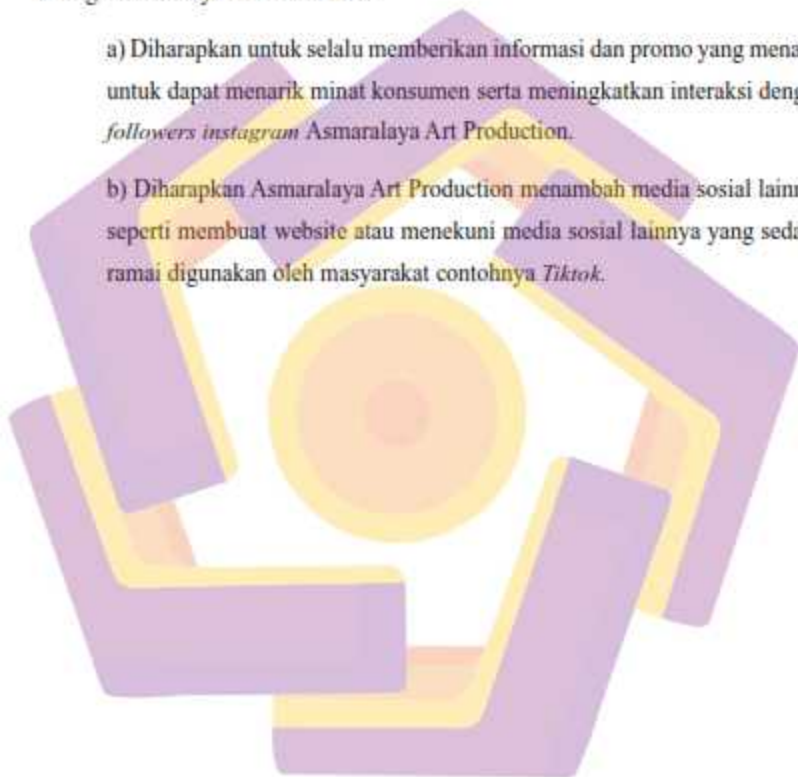 a) Diharapkan untuk selalu memberikan informasi dan promo yang mena
untuk dapat menarik minat konsumen serta meningkatkan interaksi deng
followers instagram Asmaralaya Art Production.
b) Diharapkan Asmaralaya Art Production menambah media sosial lainn
seperti membuat website atau menekuni media sosial lainnya yang seda
ramai digunakan oleh masyarakat contohnya Tiktok.